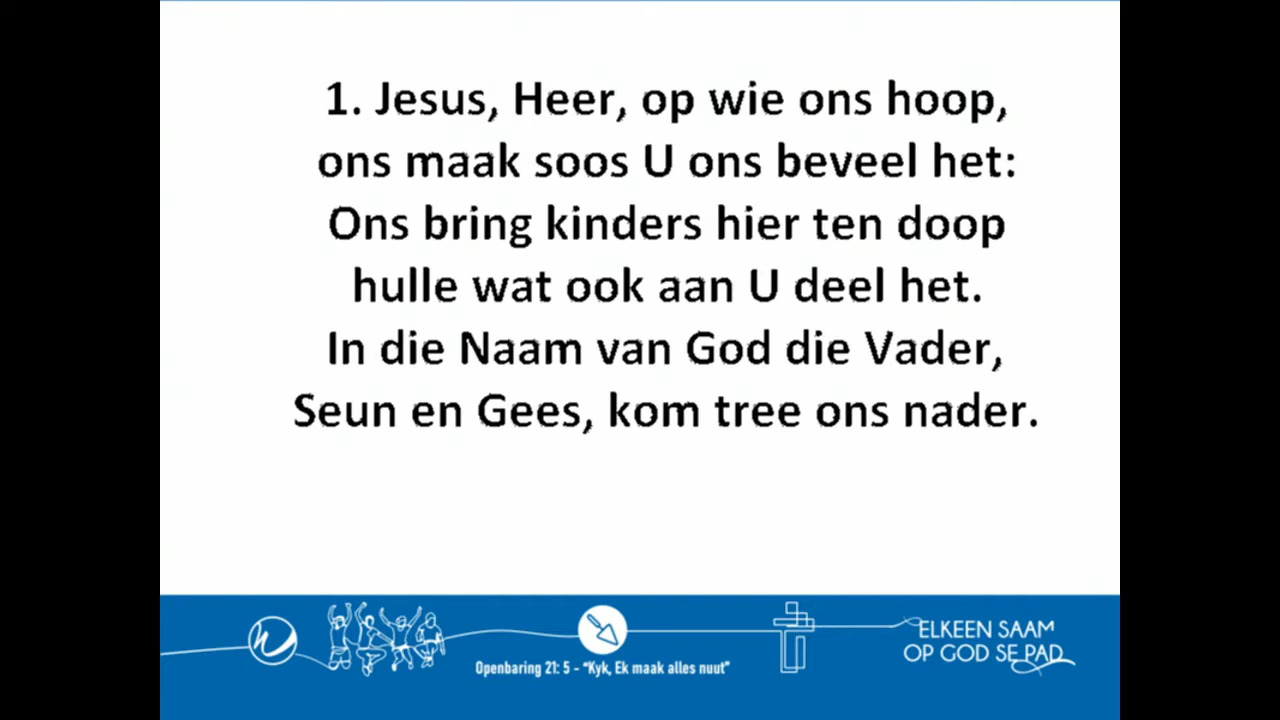 1. Jesus, Heer, op wie ons hoop,
ons maak soos U ons beveel het:
Ons bring kinders hier ten doop
hulle wat ook aan U deel het.
In die Naam van God die Vader,
Seun en Gees, kom tree ons nader.
Openbaring 21: 5 - "Kyk, Ek maak alles nuut"
ELKEEN SAAM
OP GOD SE PAD